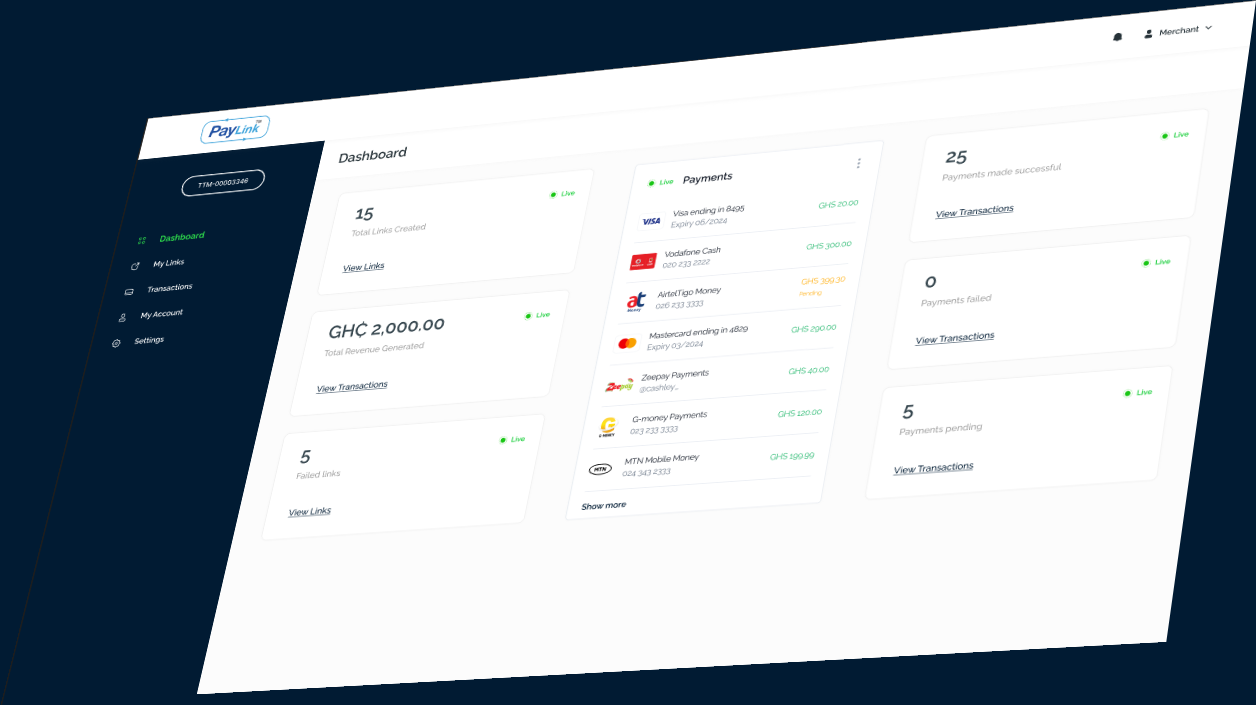 Merchant
PayLink™
TTM-00003346
Dashboard
My Links
Transactions
My Account
Settings
Dashboard
15
Live
Total Links Created
View Links
GH₵ 2,000.00
Live
Total Revenue Generated
View Transactions
5
Live
Failed links
View Links
Live Payments
VISA
Visa ending in 8495
GHS 20.00
Expiry 06/2024
Vodafone Cash
GHS 300.00
020 233 2222
at
Money
AirtelTigo Money
GHS 399.30
026 233 3333
Pending
Mastercard ending in 4829
GHS 290.00
Expiry 03/2024
Zeepay
Zeepay Payments
GHS 40.00
@cashley_
G
G MONEY
G-money Payments
GHS 120.00
023 233 3333
MTN
MTN Mobile Money
GHS 199.99
024 343 2333
Show more
25
Live
Payments made successful
View Transactions
0
Live
Payments failed
View Transactions
5
Live
Payments pending
View Transactions